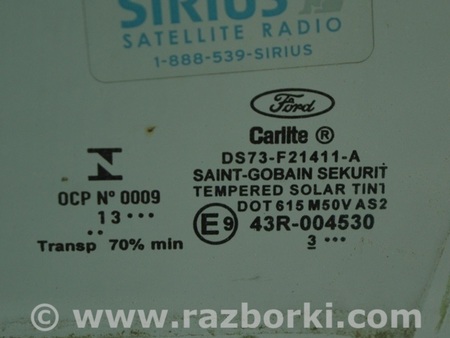 SIRIUS
SATELLITE RADIO
1-888-539-SIRIUS
Ford
Carlite ®
DS73-F21411-A
SAINT-GOBAIN SEKURIT
TEMPERED SOLAR TINT
DOT 615 M50V AS2
E9 43R-004530
3 •••
N
OCP N° 0009
13•••
Transp 70% min
© www.razborki.com/